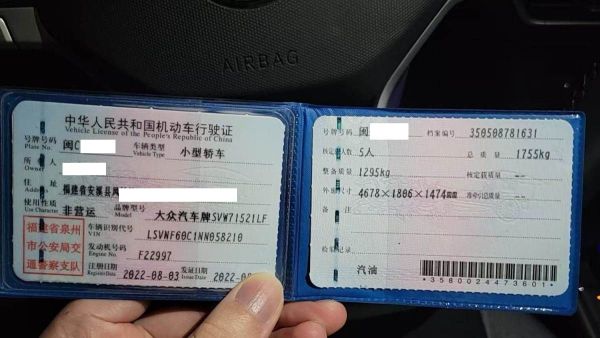 AIRBAG
中华人民共和国机动车行驶证
Vehicle License of the People's Republic of China
号牌号码 闽C 车辆类型 小型轿车
Plate No. Vehicle Type
所 人
Owner
住 址 福建省安溪县凤
Address
使用性质 非营运 品牌型号 大众汽车牌SVW71521LF
Use Character Model
福建省泉州
市公安局交
通警察支队
车辆识别代号 LSVNF60C1NN058210
VIN
发动机号码 F22997
Engine No.
注册日期 2022-08-03 发证日期 2022-08
Register Date Issue Date
号牌号码 闽 档案编号 350508781631
核定 人数 5人 总 质 量 1755kg
整备质量 1295kg 核定载质量 --
外廓尺寸 4678×1806×1474 准牵引总质量 --
备 注
检验记录
汽油
*3580024473601*